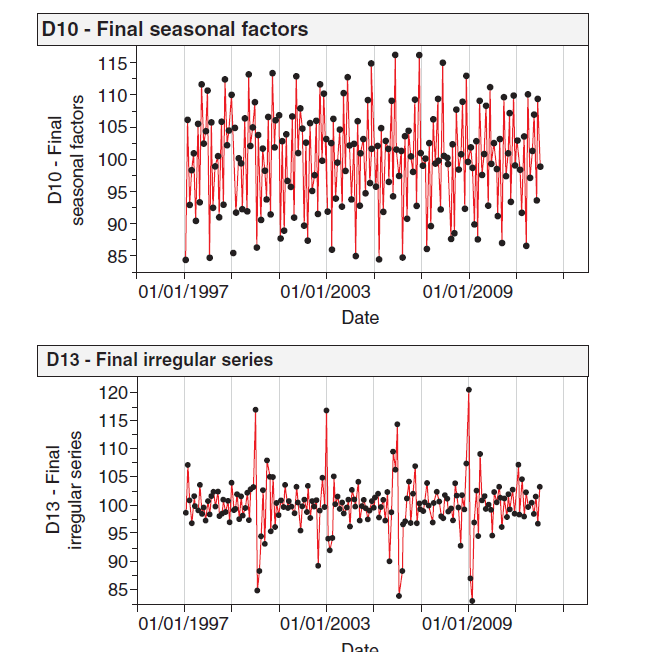 D10 - Final seasonal factors
115
110
105
100
95
90
85
D10 - Final
seasonal factors
01/01/1997 01/01/2003 01/01/2009
Date
D13 - Final irregular series
120
115
110
105
100
95
90
85
D13 - Final
irregular series
01/01/1997 01/01/2003 01/01/2009
Date